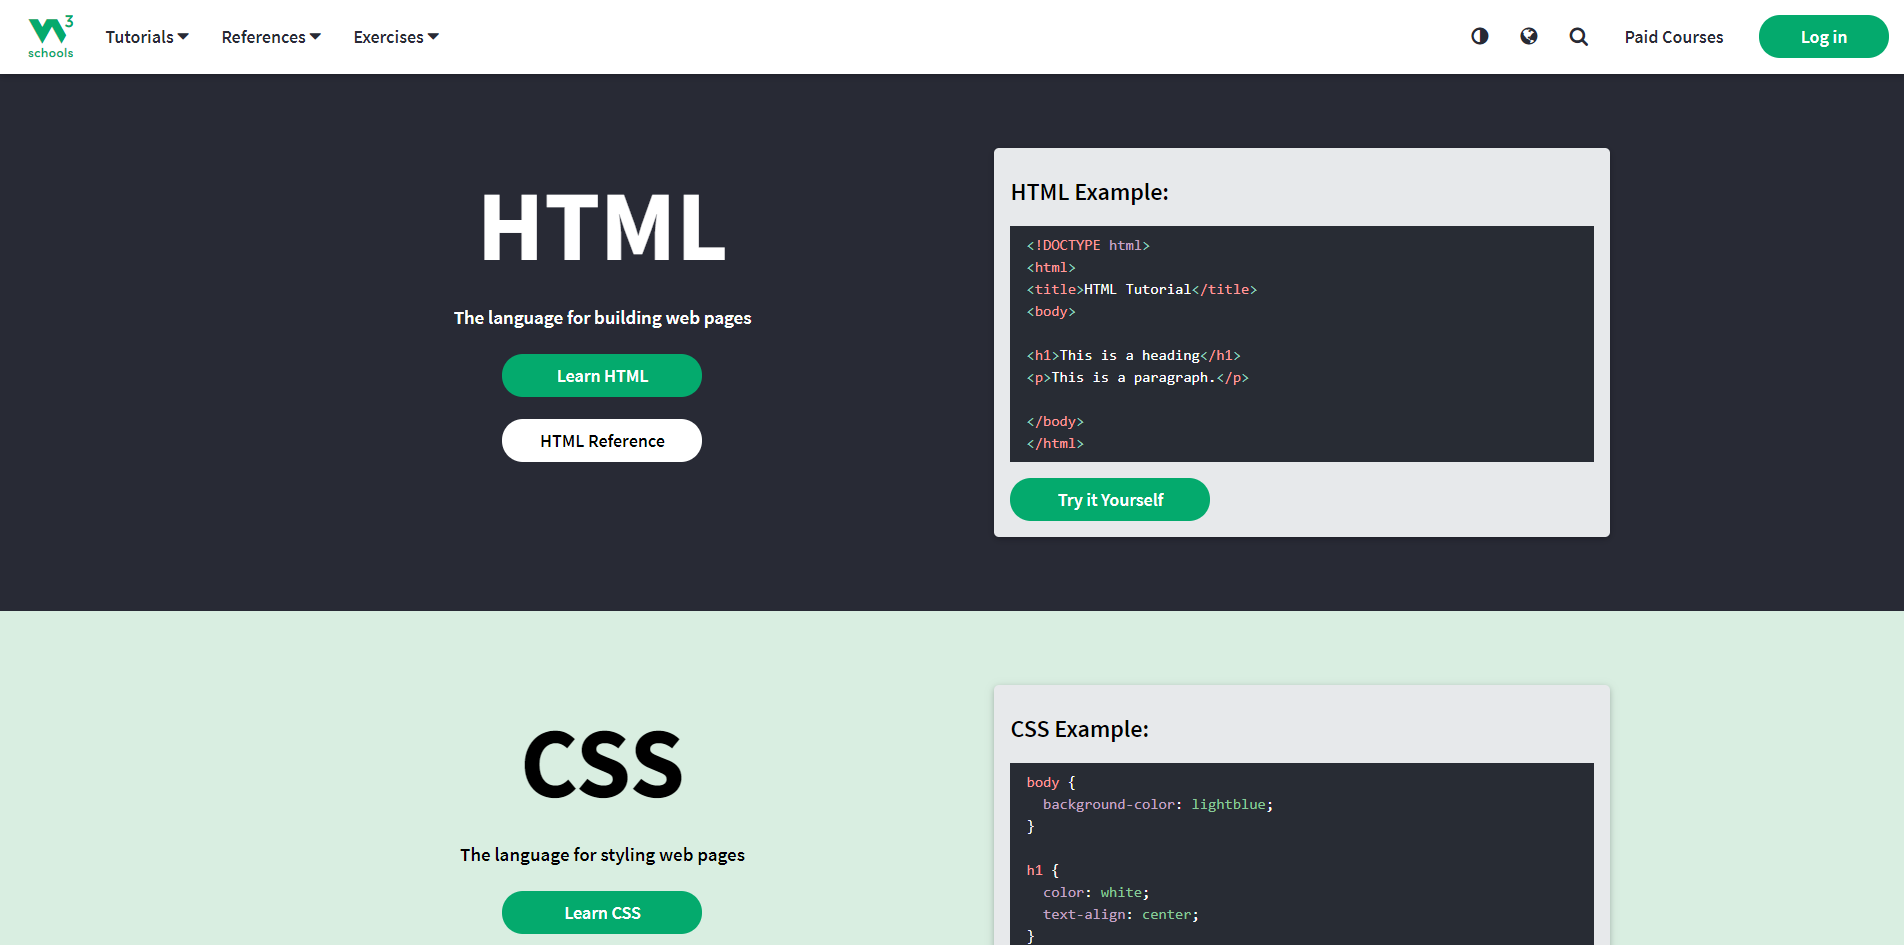 3
schools
Tutorials
References
Exercises
Paid Courses
Log in
HTML
The language for building web pages
Learn HTML
HTML Reference
HTML Example:
<!DOCTYPE html>
<html>
<title>HTML Tutorial</title>
<body>
<h1>This is a heading</h1>
<p>This is a paragraph.</p>
</body>
</html>
Try it Yourself
CSS
The language for styling web pages
Learn CSS
CSS Example:
body {
  background-color: lightblue;
}
h1 {
  color: white;
  text-align: center;
}